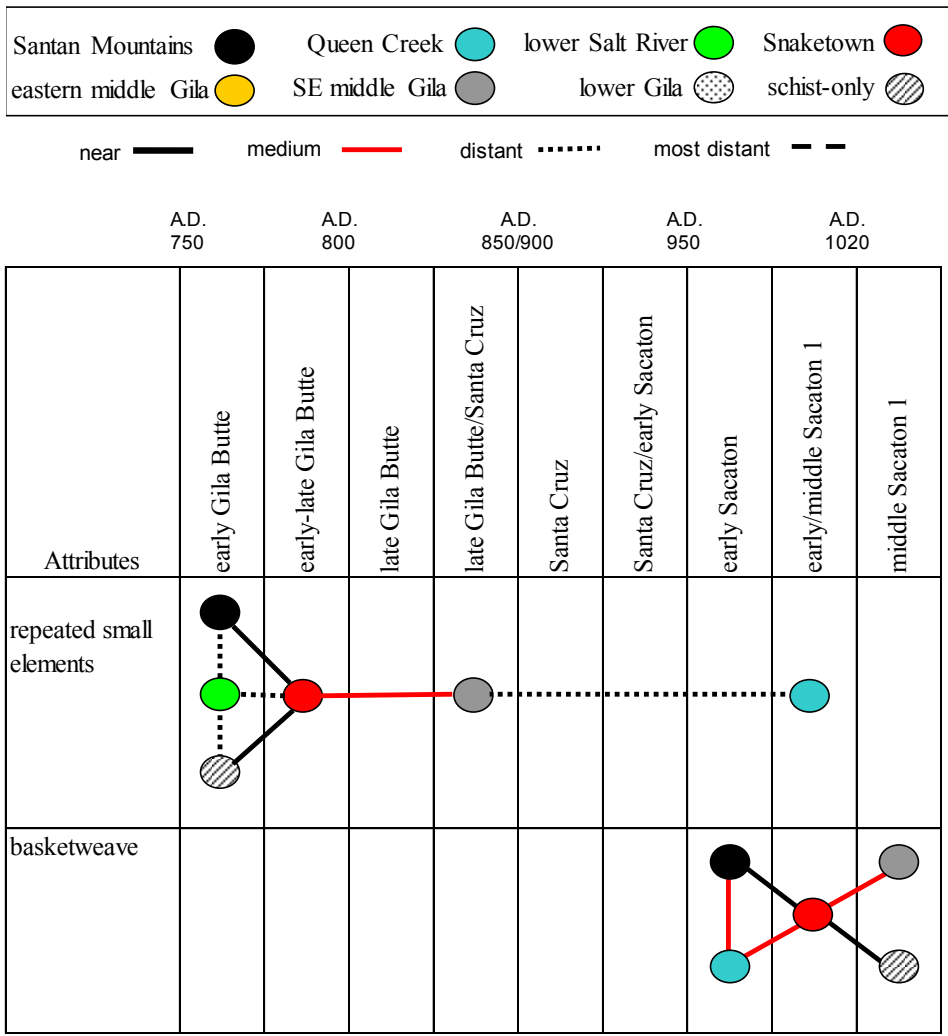 Santan Mountains Queen Creek lower Salt River Snaketown
eastern middle Gila SE middle Gila lower Gila schist-only
near medium distant most distant
A.D. A.D. A.D. A.D. A.D.
750 800 850/900 950 1020
Attributes
early Gila Butte
early-late Gila Butte
late Gila Butte
late Gila Butte/Santa Cruz
Santa Cruz
Santa Cruz/early Sacaton
early Sacaton
early/middle Sacaton 1
middle Sacaton 1
repeated small
elements
basketweave